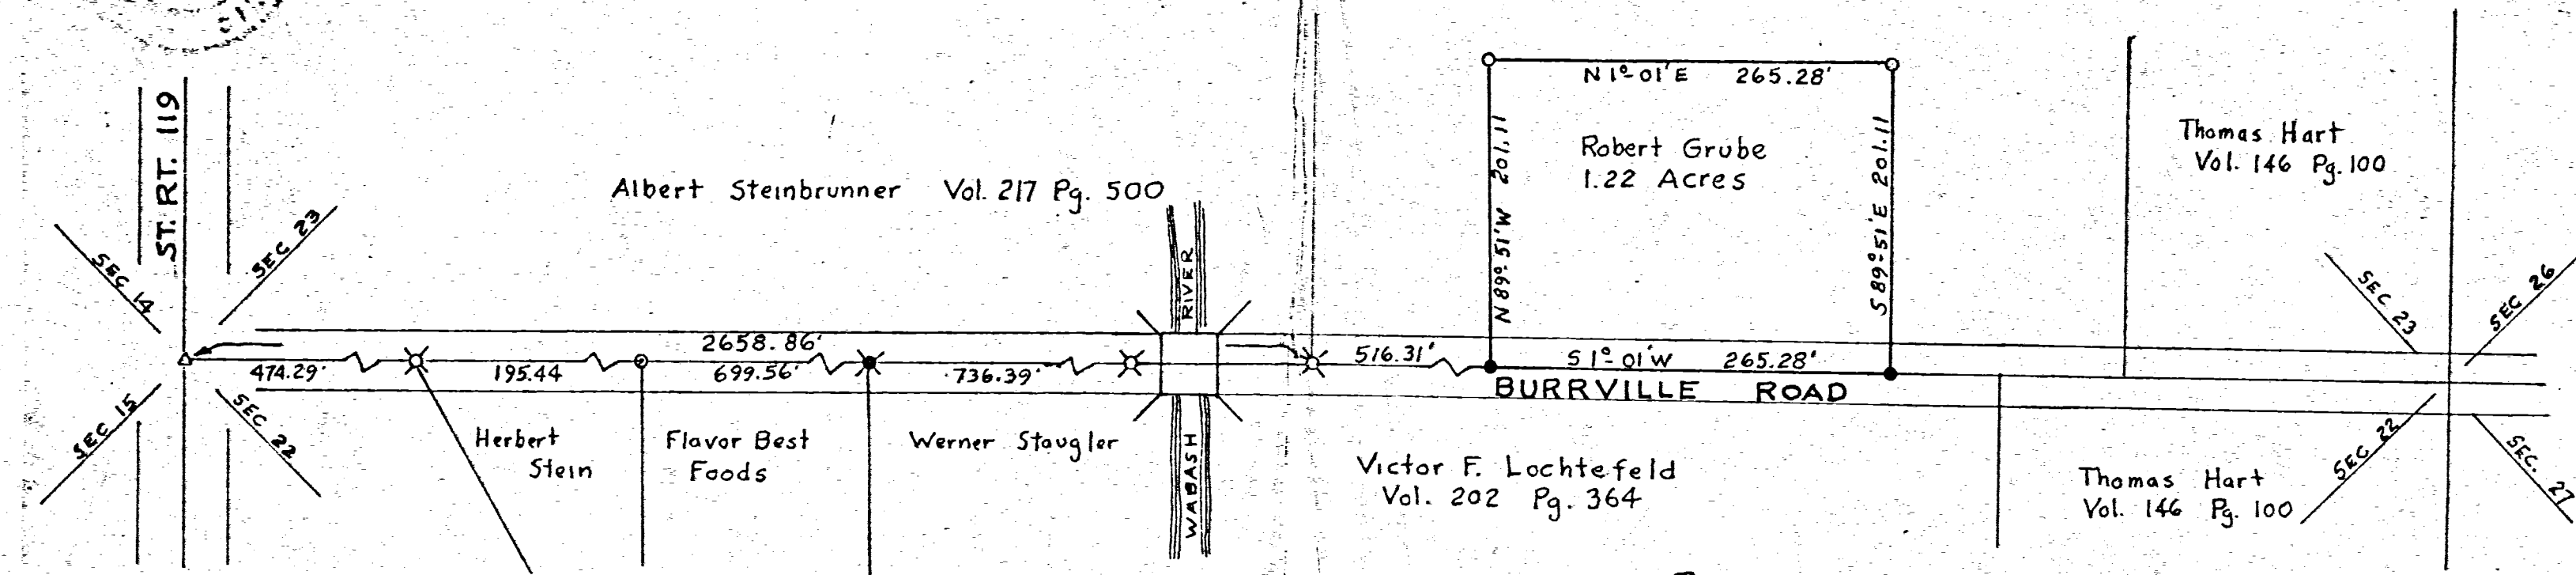 ST. RT. 119
SEC 14
SEC 23
SEC 15
SEC 22
Albert Steinbrunner Vol. 217 Pg. 500
RIVER
WABASH
2658.86'
474.29'
195.44
699.56'
736.39'
516.31'
S 1° 01' W 265.28'
BURRVILLE ROAD
N 1° 01' E 265.28'
N 89° 51' W 201.11
S 89° 51' E 201.11
Robert Grube
1.22 Acres
Thomas Hart
Vol. 146 Pg. 100
SEC 23
SEC 26
SEC 22
SEC. 27
Herbert
Stein
Flavor Best
Foods
Werner Staugler
Victor F. Lochtefeld
Vol. 202 Pg. 364
Thomas Hart
Vol. 146 Pg. 100